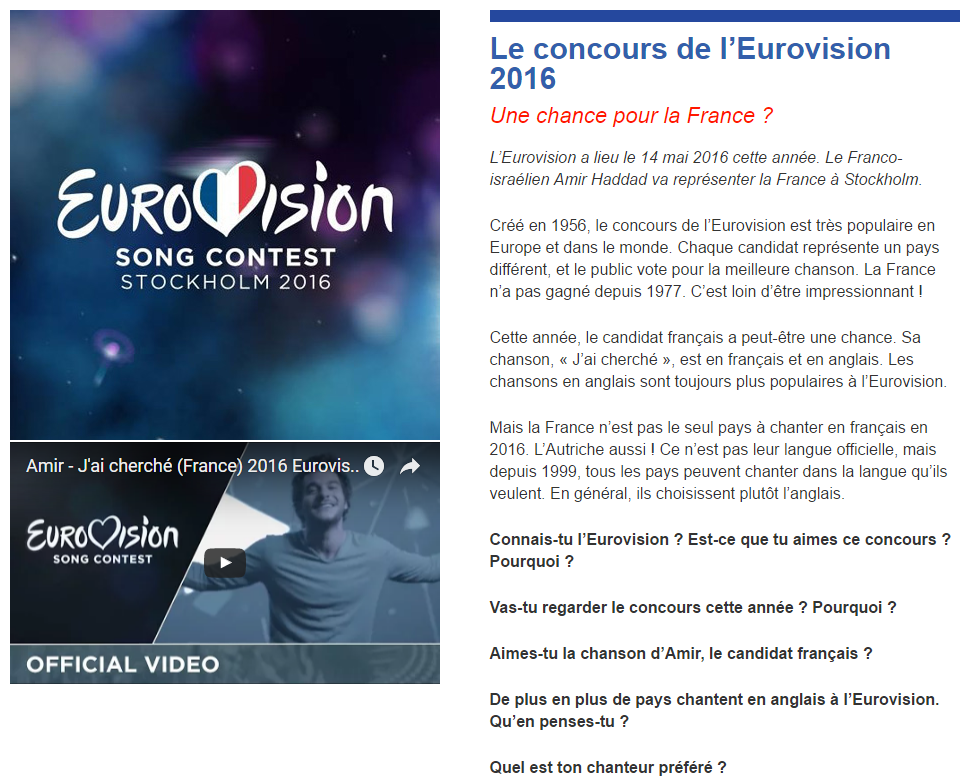 EUROVISION
SONG CONTEST
STOCKHOLM 2016
Amir - J'ai cherché (France) 2016 Eurovis...
EUROVISION
SONG CONTEST
OFFICIAL VIDEO
Le concours de l’Eurovision
2016
Une chance pour la France ?
L’Eurovision a lieu le 14 mai 2016 cette année. Le Franco-
israélien Amir Haddad va représenter la France à Stockholm.
Créé en 1956, le concours de l’Eurovision est très populaire en
Europe et dans le monde. Chaque candidat représente un pays
différent, et le public vote pour la meilleure chanson. La France
n’a pas gagné depuis 1977. C’est loin d’être impressionnant !
Cette année, le candidat français a peut-être une chance. Sa
chanson, « J’ai cherché », est en français et en anglais. Les
chansons en anglais sont toujours plus populaires à l’Eurovision.
Mais la France n’est pas le seul pays à chanter en français en
2016. L’Autriche aussi ! Ce n’est pas leur langue officielle, mais
depuis 1999, tous les pays peuvent chanter dans la langue qu’ils
veulent. En général, ils choisissent plutôt l’anglais.
Connais-tu l’Eurovision ? Est-ce que tu aimes ce concours ?
Pourquoi ?
Vas-tu regarder le concours cette année ? Pourquoi ?
Aimes-tu la chanson d’Amir, le candidat français ?
De plus en plus de pays chantent en anglais à l’Eurovision.
Qu’en penses-tu ?
Quel est ton chanteur préféré ?